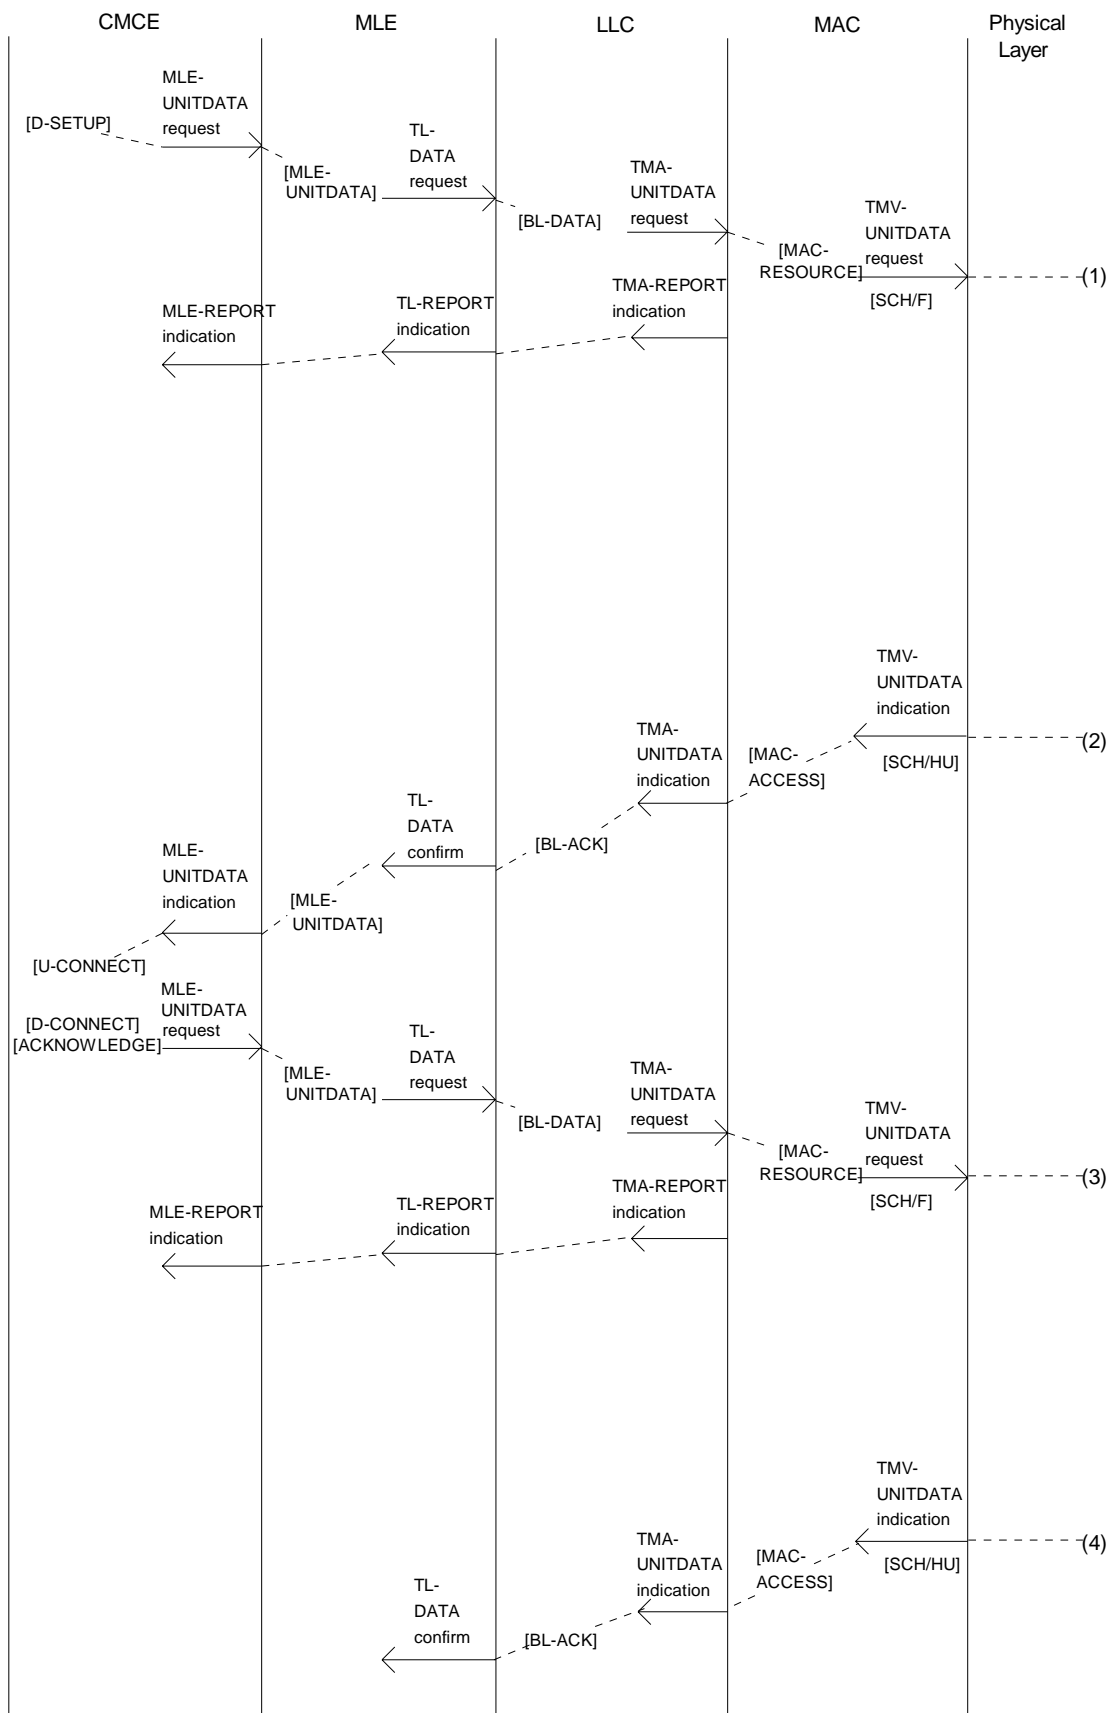 CMCE
MLE
LLC
MAC
Physical
Layer
MLE-
UNITDATA
request
[D-SETUP]
TL-
DATA
request
[MLE-
UNITDATA]
TMA-
UNITDATA
request
[BL-DATA]
TMV-
UNITDATA
request
[MAC-
RESOURCE]
[SCH/F]
(1)
TMA-REPORT
indication
TL-REPORT
indication
MLE-REPORT
indication
TMV-
UNITDATA
indication
[SCH/HU]
(2)
TMA-
UNITDATA
indication
[MAC-
ACCESS]
TL-
DATA
confirm
[BL-ACK]
MLE-
UNITDATA
indication
[MLE-
UNITDATA]
[U-CONNECT]
MLE-
UNITDATA
request
[D-CONNECT]
[ACKNOWLEDGE]
TL-
DATA
request
[MLE-
UNITDATA]
TMA-
UNITDATA
request
[BL-DATA]
TMV-
UNITDATA
request
[MAC-
RESOURCE]
[SCH/F]
(3)
TMA-REPORT
indication
TL-REPORT
indication
MLE-REPORT
indication
TMV-
UNITDATA
indication
[SCH/HU]
(4)
TMA-
UNITDATA
indication
[MAC-
ACCESS]
TL-
DATA
confirm
[BL-ACK]